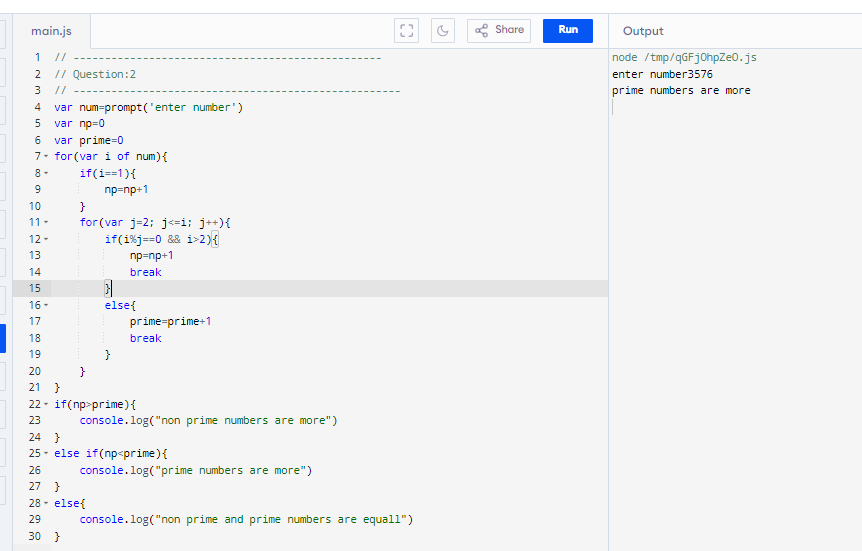 main.js
Share
Run
Output
1 // -------------------------------------------------
2 // Question:2
3 // ----------------------------------------------------
4 var num=prompt('enter number')
5 var np=0
6 var prime=0
7 for(var i of num){
8     if(i==1){
9         np=np+1
10     }
11     for(var j=2; j<=i; j++){
12         if(i%j==0 && i>2){
13             np=np+1
14             break
15         }
16         else{
17             prime=prime+1
18             break
19         }
20     }
21 }
22 if(np>prime){
23     console.log("non prime numbers are more")
24 }
25 else if(np<prime){
26     console.log("prime numbers are more")
27 }
28 else{
29     console.log("non prime and prime numbers are equall")
30 }
node /tmp/qGFjOhpZeO.js
enter number3576
prime numbers are more